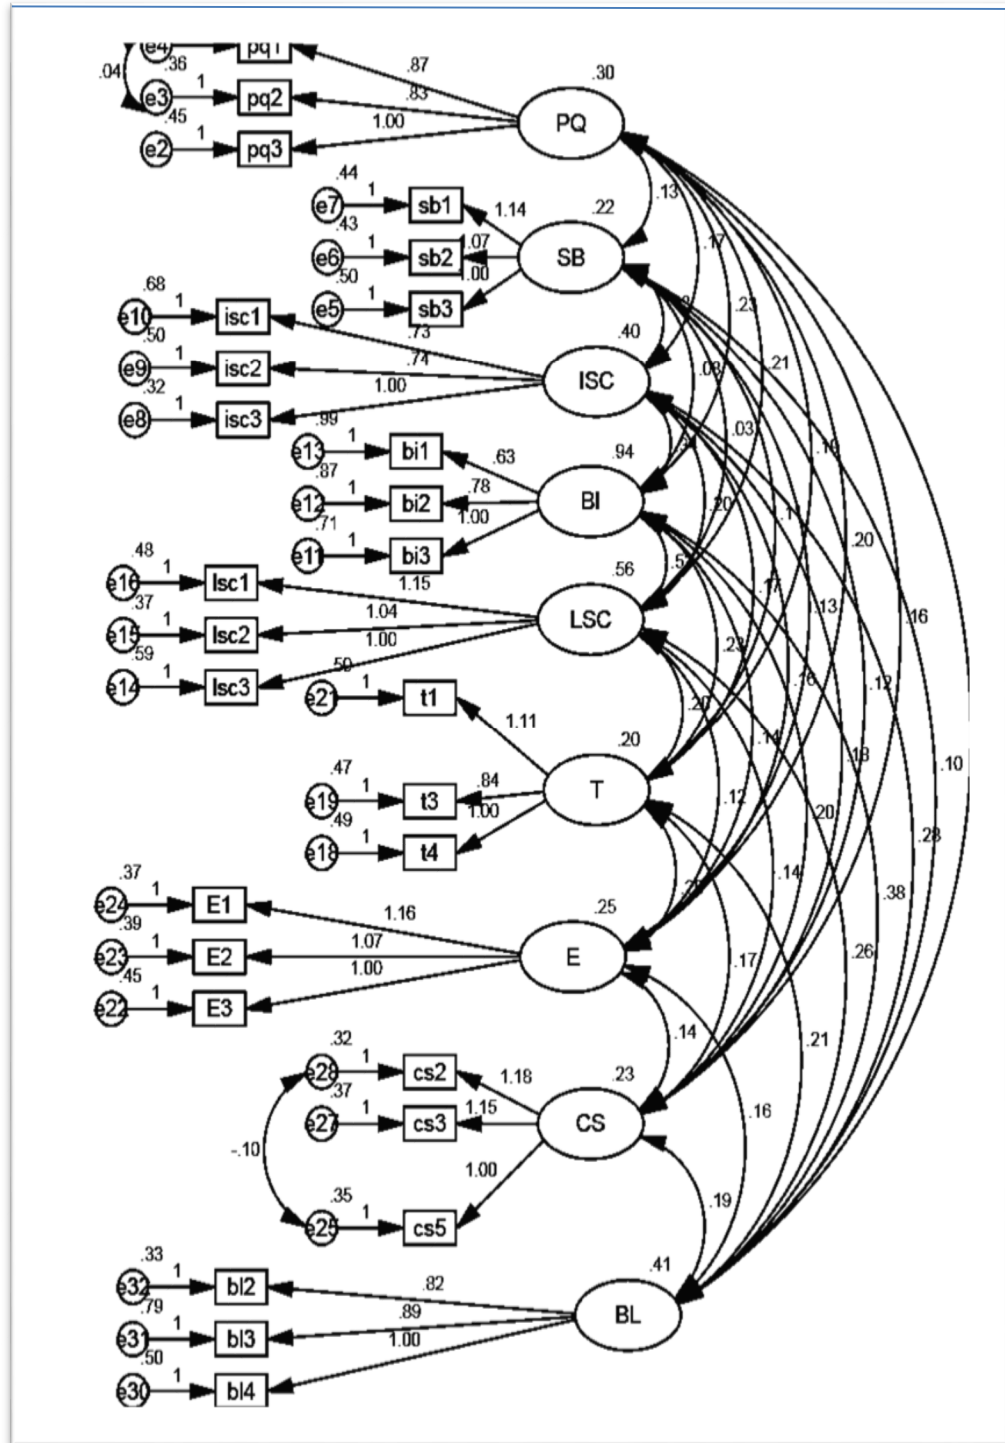 e4 pq1 .87 .30
.04 .36
e3 1 pq2 .83 PQ
.45 1.00
e2 1 pq3
.44 .13
e7 1 sb1 1.14 .22
.43 .17
e6 1 sb2 1.07 SB
.50 1.00
e5 1 sb3 .23
.68
e10 1 isc1 .73 .40
.50 .74 .08 .21
e9 1 isc2 ISC
.32 1.00
e8 1 isc3 .03
.99
e13 1 bi1 .63 .94
.87 .78
e12 1 bi2 BI .20
.71 1.00 .20
e11 1 bi3
.48 1.15 .56 .17
e16 1 lsc1
.37 1.04 .13 .16
e15 1 lsc2 1.00 LSC
.59 .50 .23 .16 .12
e14 1 lsc3
e21 1 t1 .20
1.11 .20 .14 .18 .10
.47 .84
e19 1 t3 T .12 .20 .28
.49 1.00
e18 1 t4
.37 .14 .38
e24 1 E1 1.16 .25
.39 1.07
e23 1 E2 E .17 .26
.45 1.00
e22 1 E3
.32 .14 .21
e28 1 cs2 1.18 .23
.37 1.15 .16
e27 1 cs3 CS
-.10 1.00
.35 .19
e25 1 cs5
.33 .41
e32 1 bl2 .82
.79 .89
e31 1 bl3 BL
.50 1.00
e30 1 bl4